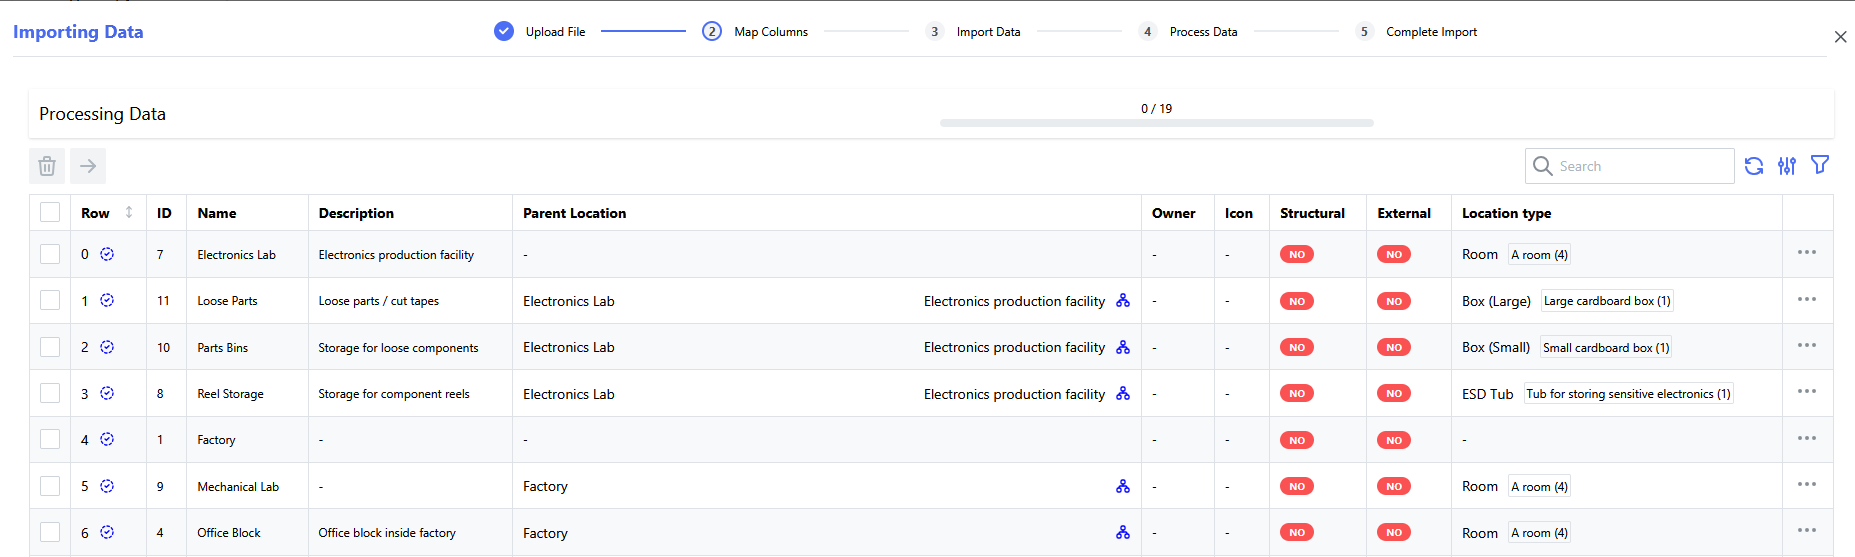 Importing Data
Upload File 2 Map Columns 3 Import Data 4 Process Data 5 Complete Import
Processing Data 0 / 19
Search
Row ID Name Description Parent Location Owner Icon Structural External Location type
0 7 Electronics Lab Electronics production facility - - - NO NO Room A room (4)
1 11 Loose Parts Loose parts / cut tapes Electronics Lab Electronics production facility - - NO NO Box (Large) Large cardboard box (1)
2 10 Parts Bins Storage for loose components Electronics Lab Electronics production facility - - NO NO Box (Small) Small cardboard box (1)
3 8 Reel Storage Storage for component reels Electronics Lab Electronics production facility - - NO NO ESD Tub Tub for storing sensitive electronics (1)
4 1 Factory - - - - NO NO -
5 9 Mechanical Lab - Factory - - NO NO Room A room (4)
6 4 Office Block Office block inside factory Factory - - NO NO Room A room (4)